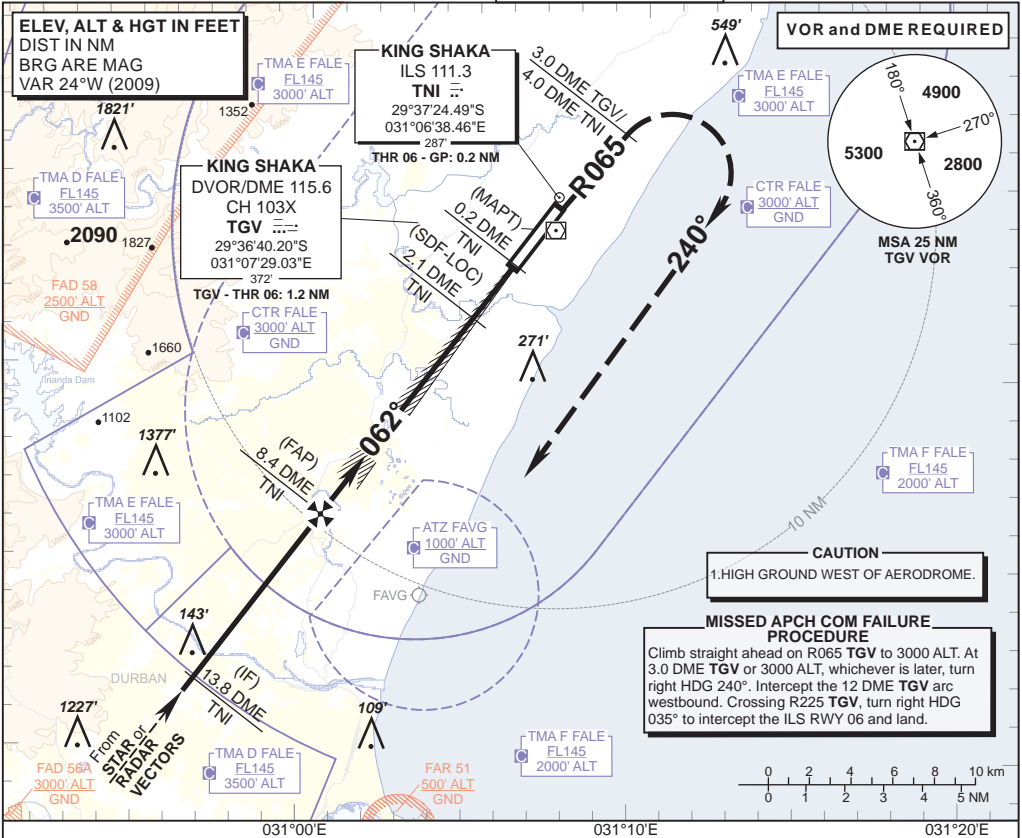 ELEV, ALT & HGT IN FEET
DIST IN NM
BRG ARE MAG
VAR 24°W (2009)
KING SHAKA
ILS 111.3
TNI
29°37'24.49"S
031°06'38.46"E
287'
THR 06 - GP: 0.2 NM
KING SHAKA
DVOR/DME 115.6
CH 103X
TGV
29°36'40.20"S
031°07'29.03"E
372'
TGV - THR 06: 1.2 NM
VOR and DME REQUIRED
180°
4900
270°
5300
2800
360°
MSA 25 NM
TGV VOR
549'
3.0 DME TGV/
4.0 DME TNI
R065
TMA E FALE
FL145
3000' ALT
C
1352
1821'
TMA E FALE
FL145
3000' ALT
C
TMA D FALE
FL145
3500' ALT
C
CTR FALE
3000' ALT
GND
C
2090
1827
(MAPT)
0.2 DME
TNI
(SDF-LOC)
2.1 DME
TNI
240°
FAD 58
2500' ALT
GND
CTR FALE
3000' ALT
GND
C
271'
1660
Inanda Dam
1102
1377'
062°
(FAP)
8.4 DME
TNI
TMA F FALE
FL145
2000' ALT
C
TMA E FALE
FL145
3000' ALT
C
ATZ FAVG
1000' ALT
GND
C
10 NM
FAVG
CAUTION
1.HIGH GROUND WEST OF AERODROME.
143'
MISSED APCH COM FAILURE
PROCEDURE
Climb straight ahead on R065 TGV to 3000 ALT. At
3.0 DME TGV or 3000 ALT, whichever is later, turn
right HDG 240°. Intercept the 12 DME TGV arc
westbound. Crossing R225 TGV, turn right HDG
035° to intercept the ILS RWY 06 and land.
DURBAN
(IF)
13.8 DME
TNI
1227'
109'
From
STAR or
RADAR
VECTORS
TMA D FALE
FL145
3500' ALT
C
TMA F FALE
FL145
2000' ALT
C
FAD 56A
3000' ALT
GND
FAR 51
500' ALT
GND
0 2 4 6 8 10 km
0 1 2 3 4 5 NM
031°00'E
031°10'E
031°20'E